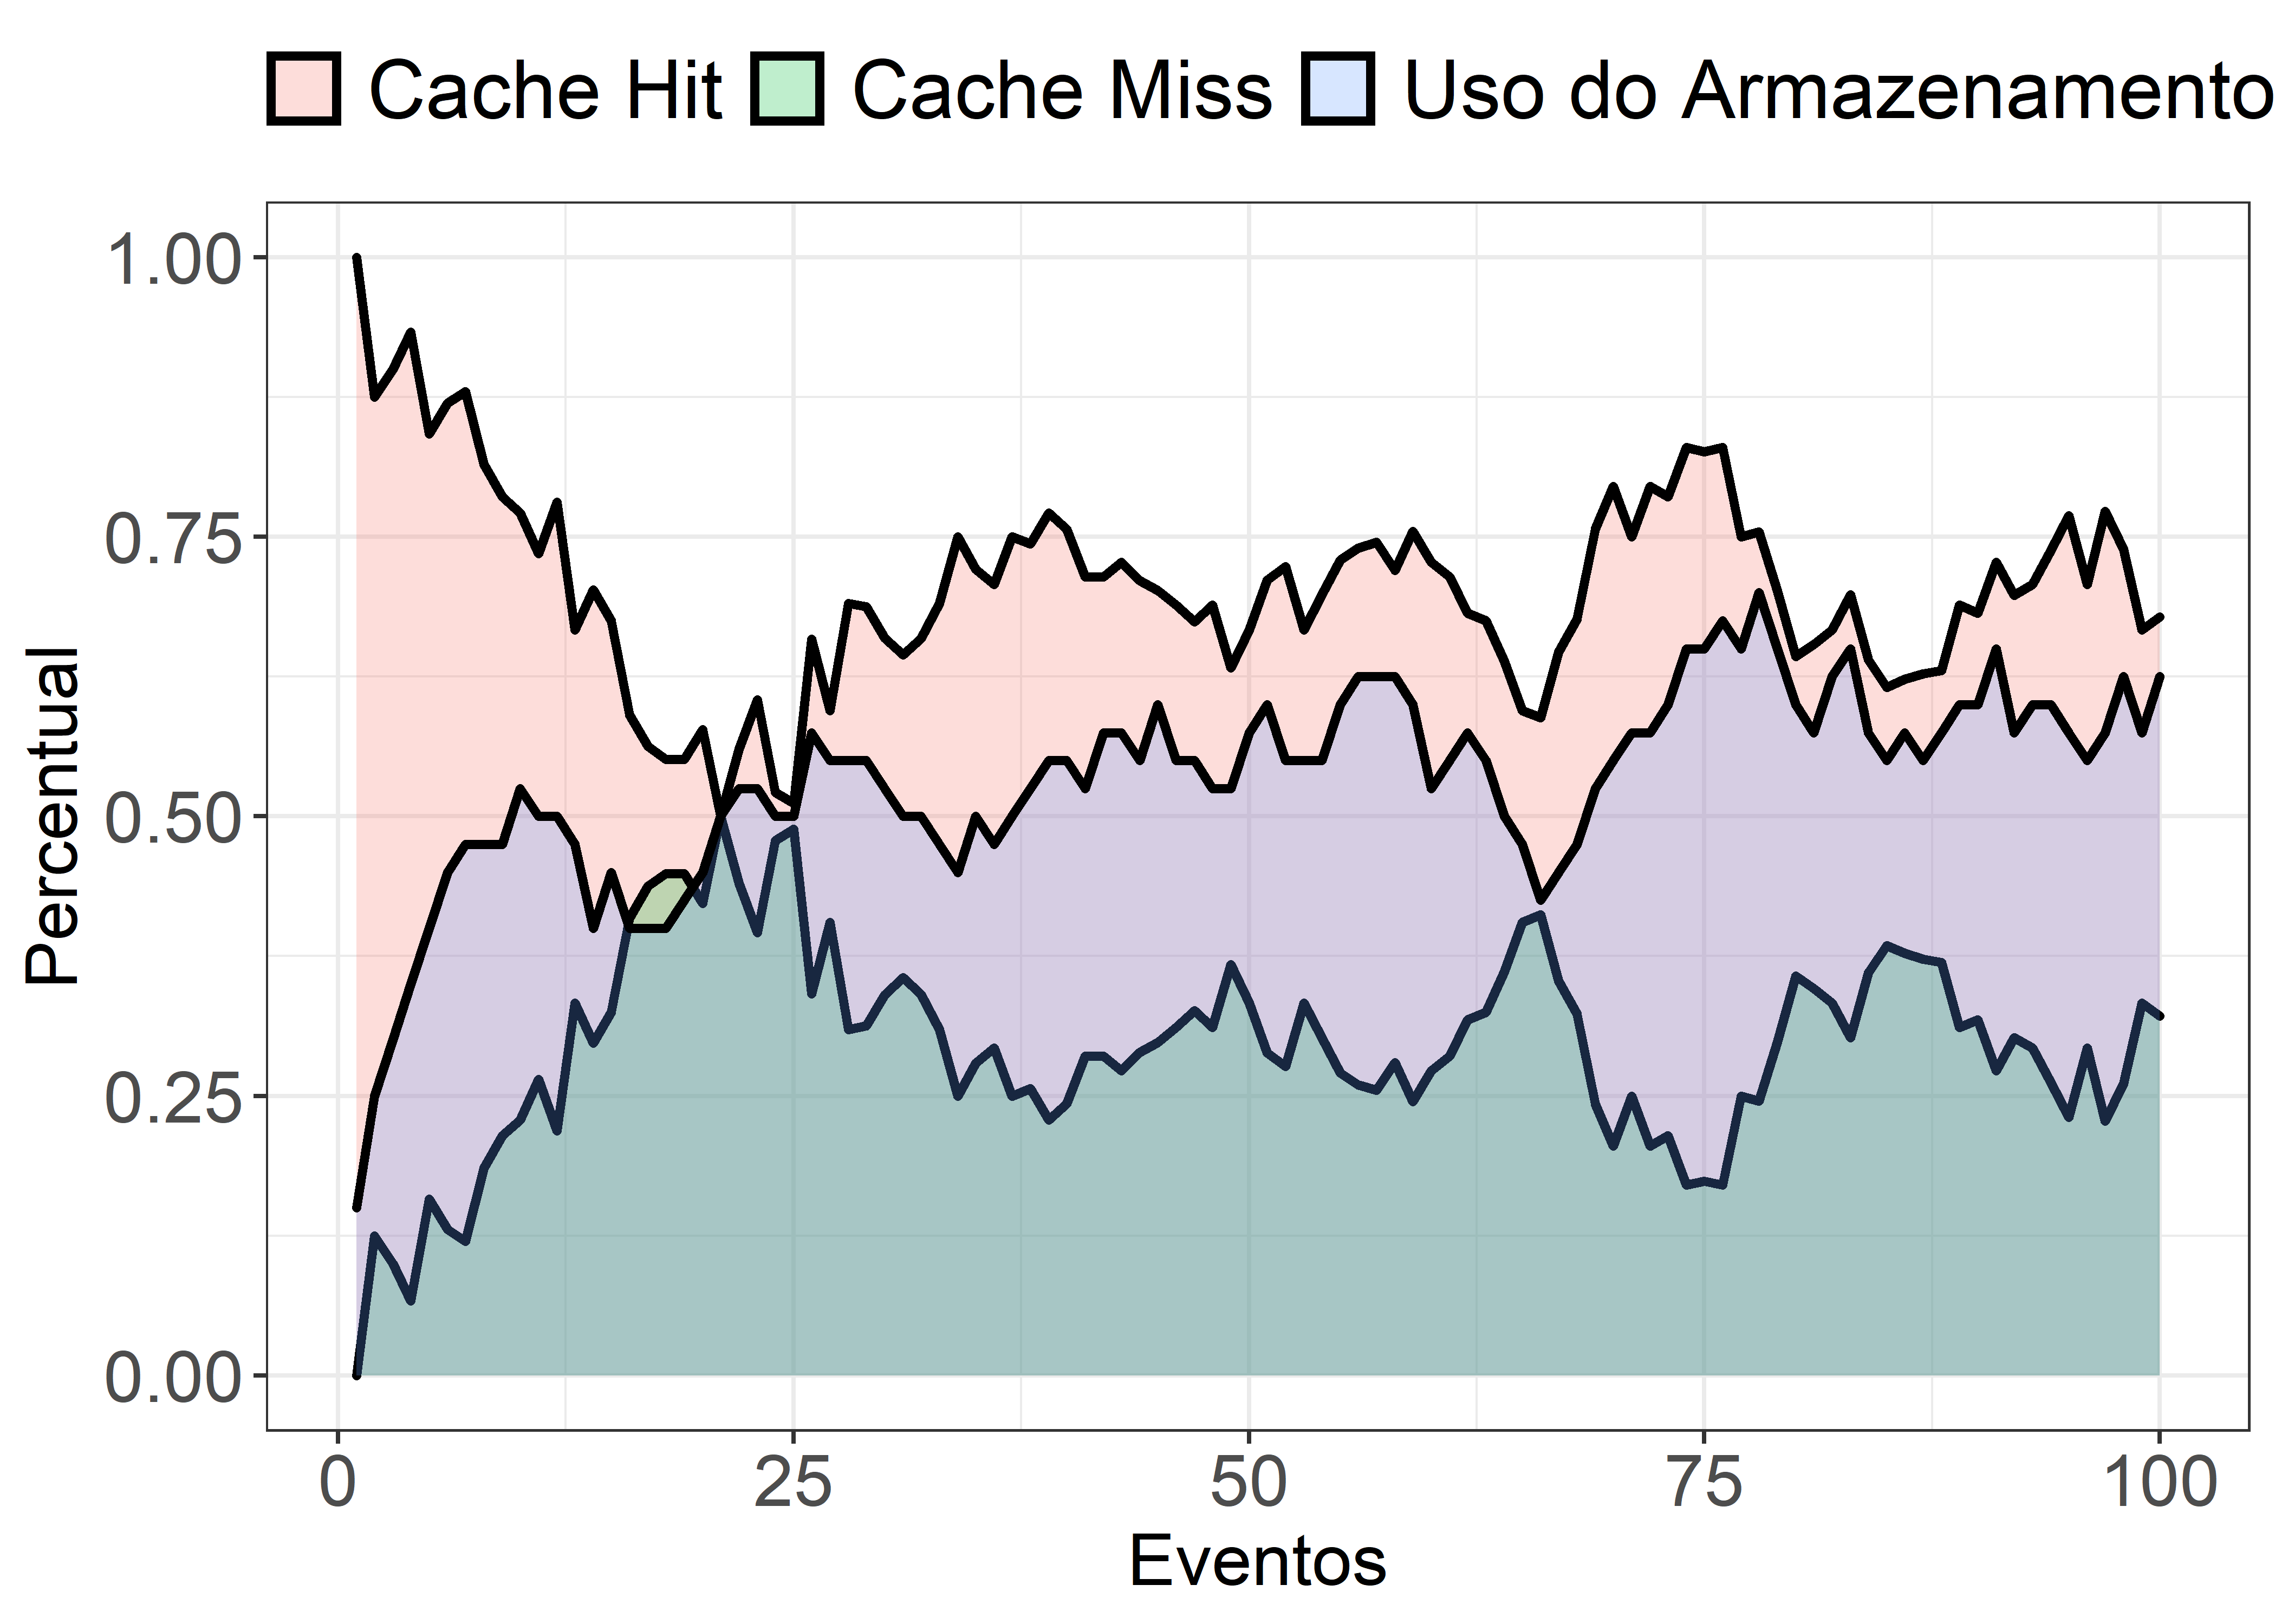 Cache Hit Cache Miss Uso do Armazenamento
Percentual
1.00
0.75
0.50
0.25
0.00
0 25 50 75 100
Eventos